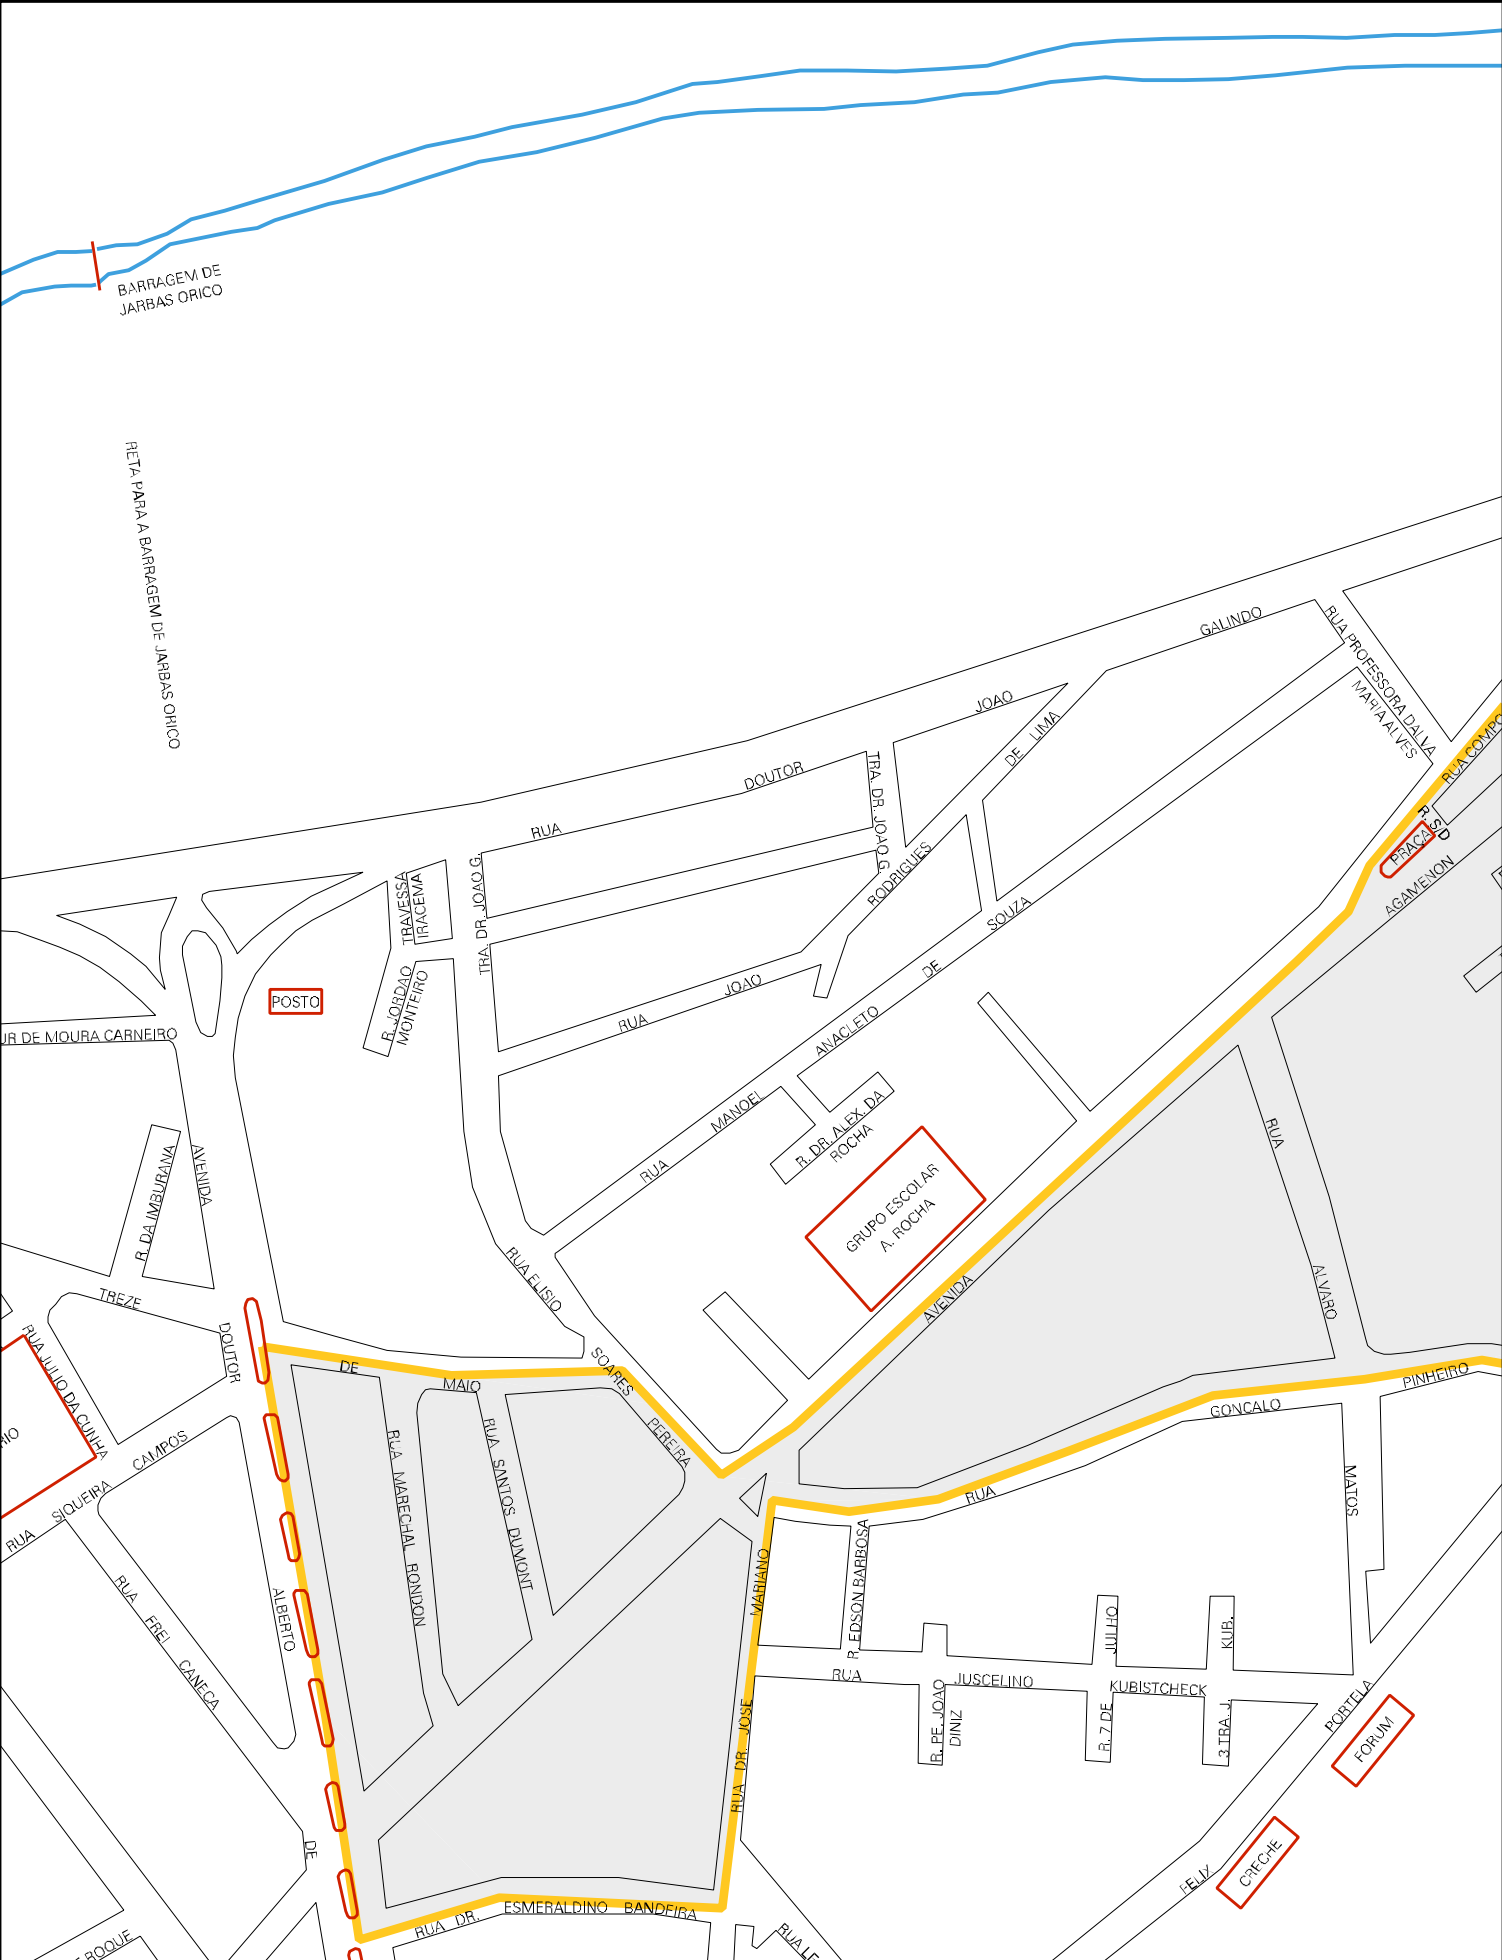 BARRAGEM DE
JARBAS ORICO
RETA PARA A BARRAGEM DE JARBAS ORICO
GALINDO
RUA PROFESSORA DALVA
MARIA ALVES
JOAO
DE LIMA
DOUTOR
TRA. DR. JOAO G.
RUA
RUA COMPO
R. S/D
PRAÇA
AGAMENON
RODRIGUES
TRAVESSA
IRACEMA
TRA. DR. JOAO G.
SOUZA
DE
POSTO
R. JORDAO
MONTEIRO
JOAO
RUA
UR DE MOURA CARNEIRO
ANACLETO
MANOEL
RUA
R. DR. ALEX. DA
ROCHA
RUA
AVENIDA
R. DA IMBURANA
GRUPO ESCOLAR
A. ROCHA
RUA ELISIO
AVENIDA
ALVARO
TREZE
DOUTOR
RUA JULIO DA CUNHA
DE
MAIO
SOARES
PEREIRA
PINHEIRO
GONCALO
RIO
CAMPOS
SIQUEIRA
RUA
RUA MARECHAL RONDON
RUA SANTOS DUMONT
RUA
MATOS
MARIANO
R. EDSON BARBOSA
RUA FREI CANECA
ALBERTO
JULHO
KUB.
RUA
JUSCELINO
KUBISTCHECK
R. PE. JOAO
DINIZ
R. 7 DE
3 TRA. J.
PORTELA
FORUM
RUA DR. JOSE
DE
CRECHE
FELIX
RUA DR.
ESMERALDINO BANDEIRA
ROQUE
RUA LE